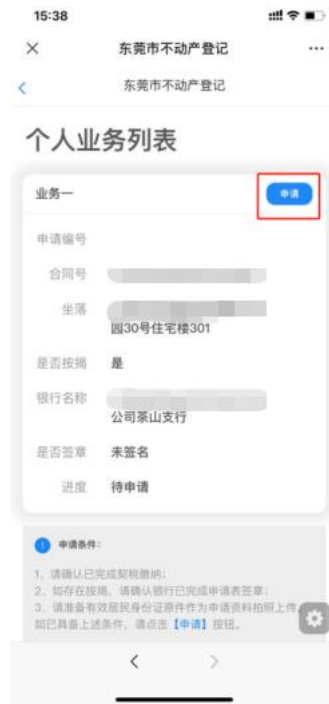 15:38
东莞市不动产登记
东莞市不动产登记
个人业务列表
业务一
申请
申请编号
合同号
坐落
园30号住宅楼301
是否按揭 是
银行名称
公司茶山支行
是否签章 未签名
进度 待申请
申请条件:
1、请确认已完成契税缴纳;
2、如存在按揭，请确认银行已完成申请表签章;
3、请准备有效居民身份证原件作为申请资料拍照上传。
如已具备上述条件，请点击【申请】按钮。